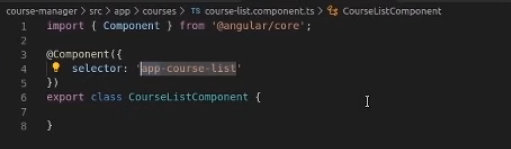 course-manager > src > app > courses > TS course-list.component.ts > CourseListComponent
1 import { Component } from '@angular/core';
2
3 @Component({
4 selector: 'app-course-list'
5 })
6 export class CourseListComponent {
7
8 }